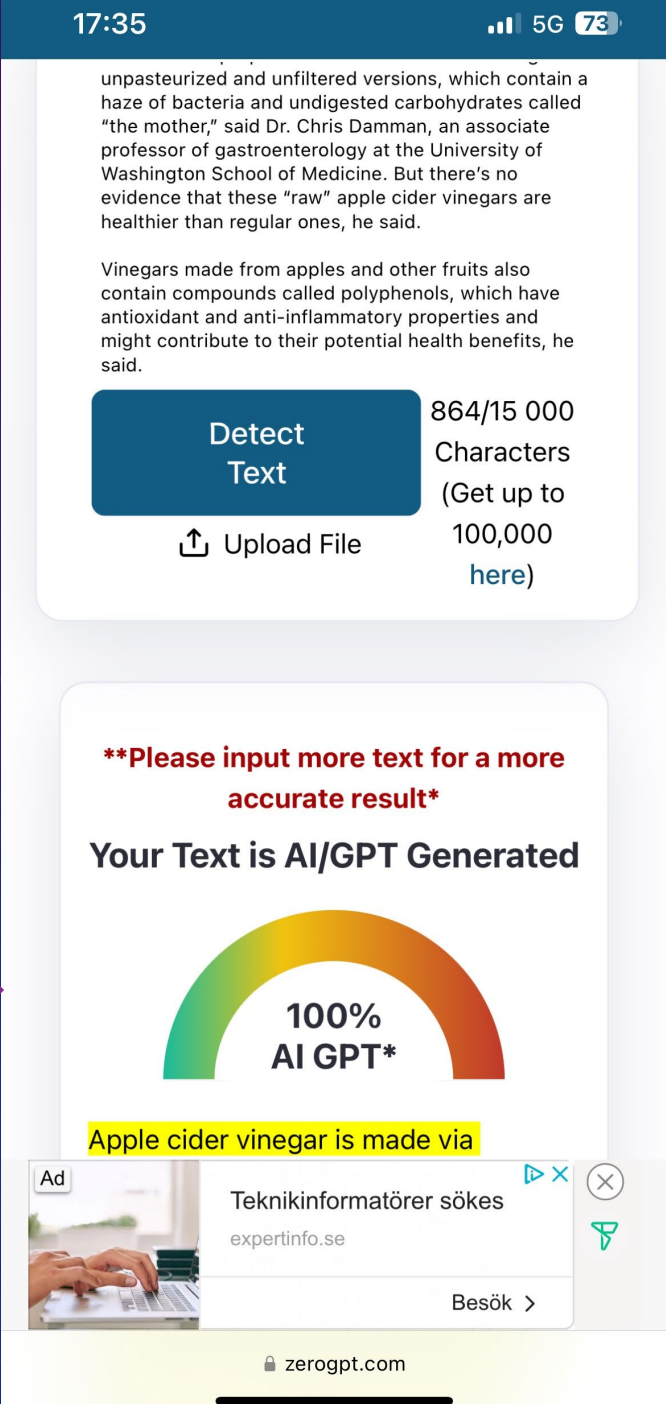 17:35
5G 73
unpasteurized and unfiltered versions, which contain a
haze of bacteria and undigested carbohydrates called
“the mother,” said Dr. Chris Damman, an associate
professor of gastroenterology at the University of
Washington School of Medicine. But there’s no
evidence that these “raw” apple cider vinegars are
healthier than regular ones, he said.
Vinegars made from apples and other fruits also
contain compounds called polyphenols, which have
antioxidant and anti-inflammatory properties and
might contribute to their potential health benefits, he
said.
Detect
Text
Upload File
864/15 000
Characters
(Get up to
100,000
here)
**Please input more text for a more
accurate result*
Your Text is AI/GPT Generated
100%
AI GPT*
Apple cider vinegar is made via
Ad
Teknikinformatörer sökes
expertinfo.se
Besök
zerogpt.com